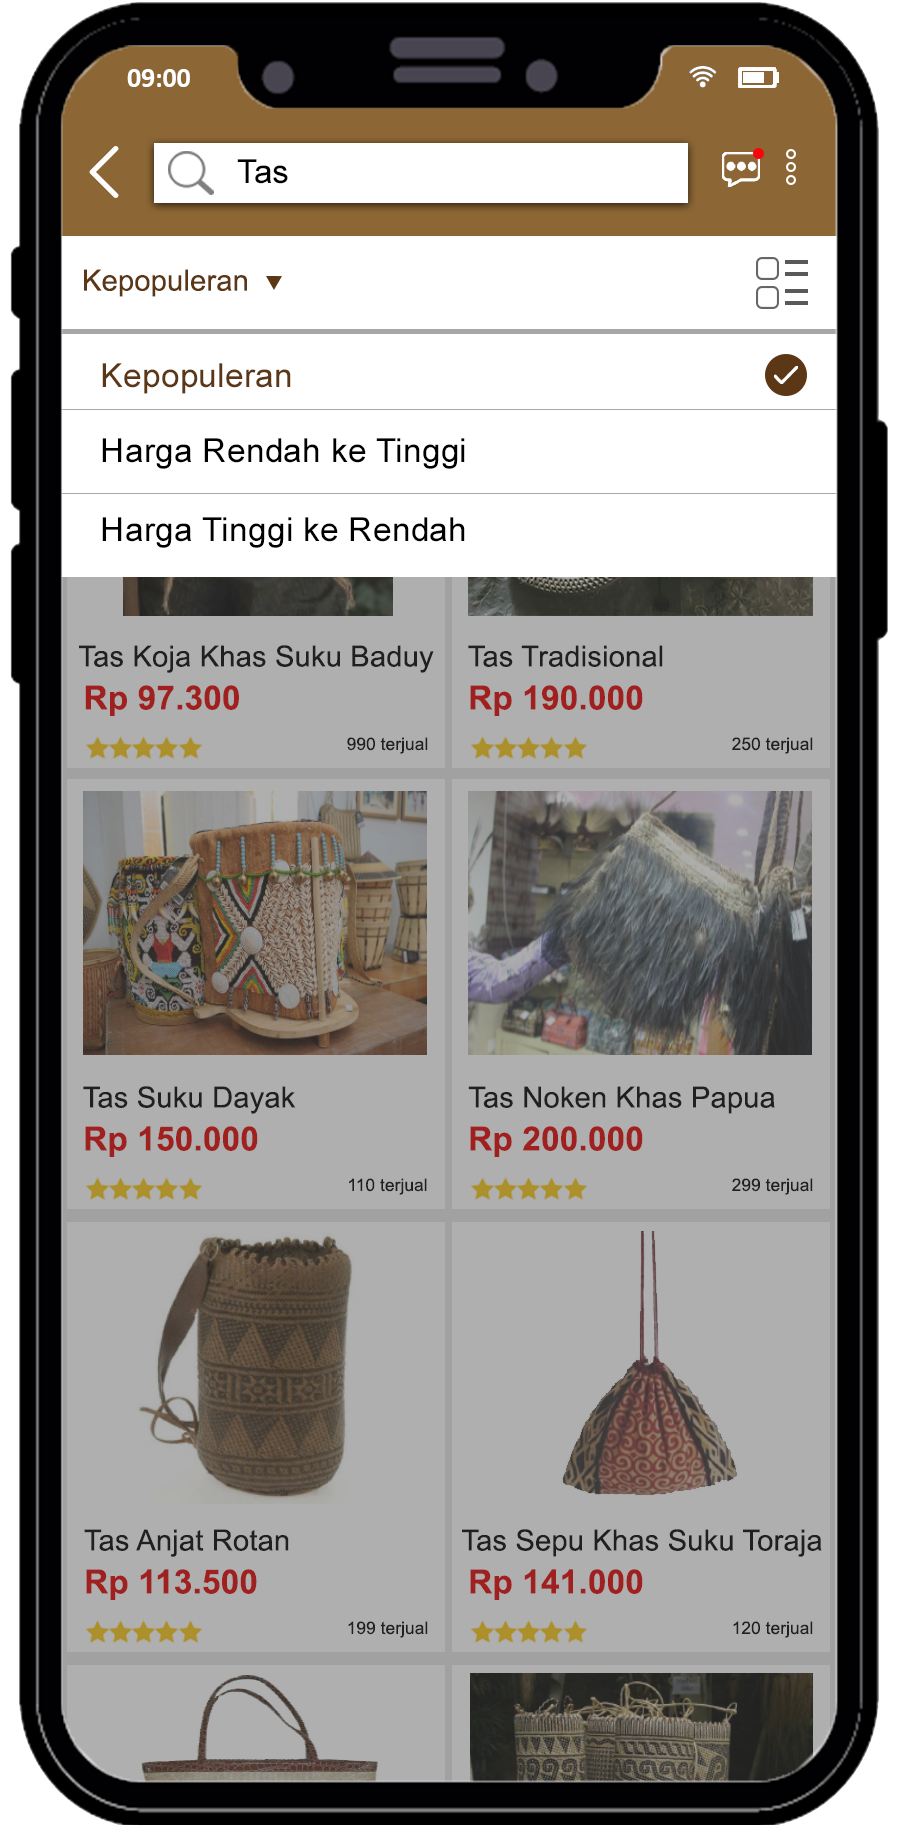 09:00
Tas
Kepopuleran
Kepopuleran
Harga Rendah ke Tinggi
Harga Tinggi ke Rendah
Tas Koja Khas Suku Baduy
Rp 97.300
990 terjual
Tas Tradisional
Rp 190.000
250 terjual
Tas Suku Dayak
Rp 150.000
110 terjual
Tas Noken Khas Papua
Rp 200.000
299 terjual
Tas Anjat Rotan
Rp 113.500
199 terjual
Tas Sepu Khas Suku Toraja
Rp 141.000
120 terjual